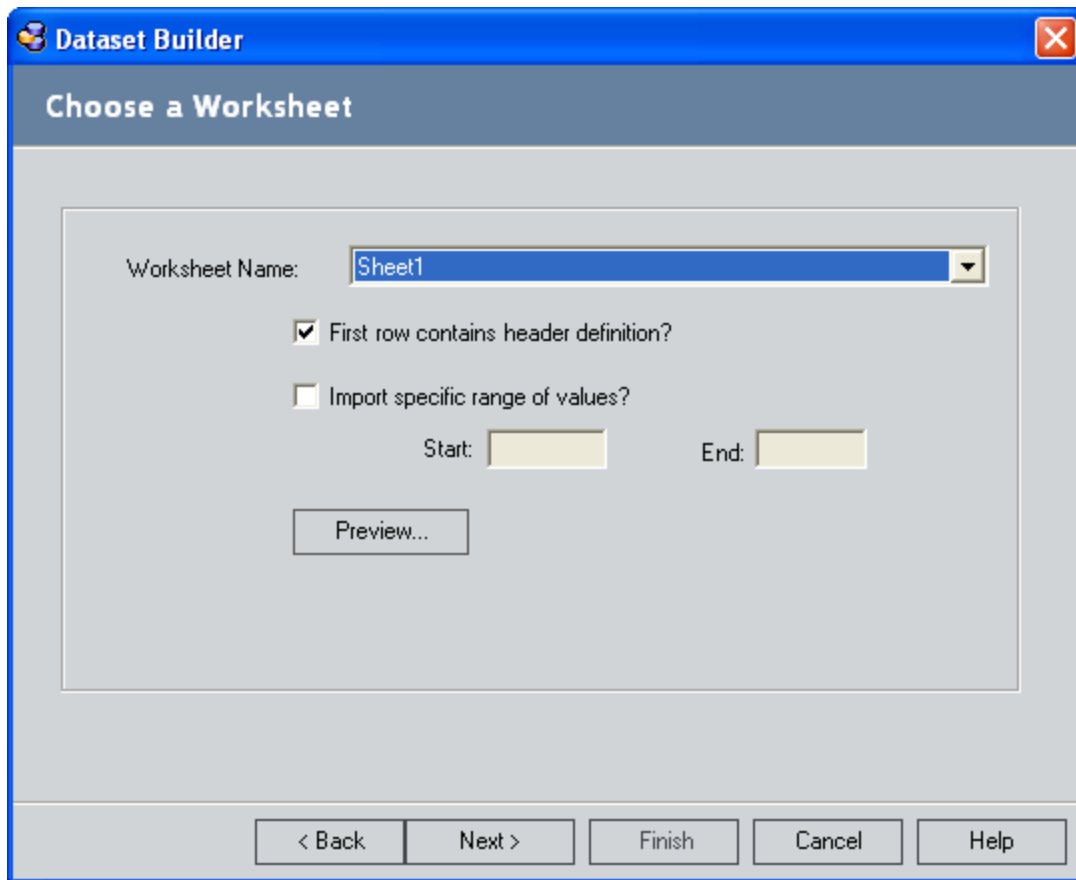 Dataset Builder
Choose a Worksheet
Worksheet Name: Sheet1
First row contains header definition?
Import specific range of values?
Start: End:
Preview...
< Back Next > Finish Cancel Help